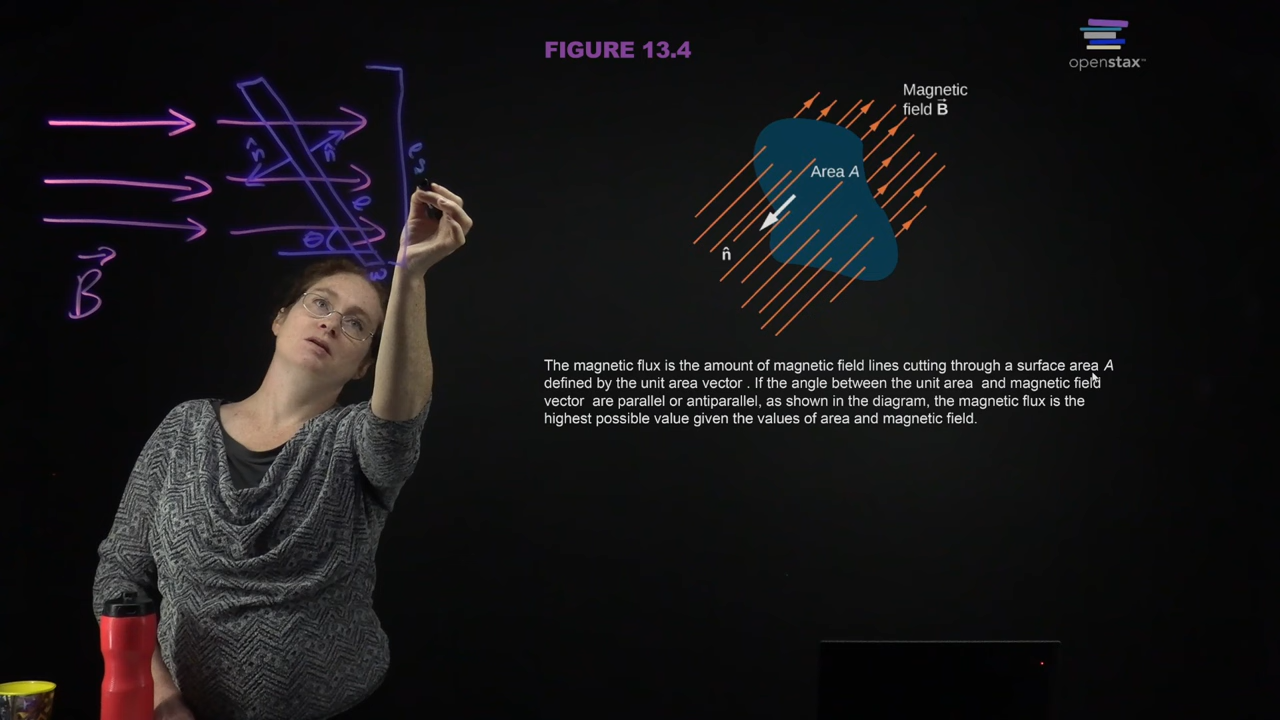 FIGURE 13.4
openstax™
Magnetic
field B⃗
Area A
n̂
The magnetic flux is the amount of magnetic field lines cutting through a surface area A
defined by the unit area vector . If the angle between the unit area and magnetic field
vector are parallel or antiparallel, as shown in the diagram, the magnetic flux is the
highest possible value given the values of area and magnetic field.
n̂
n̂
θ
B⃗